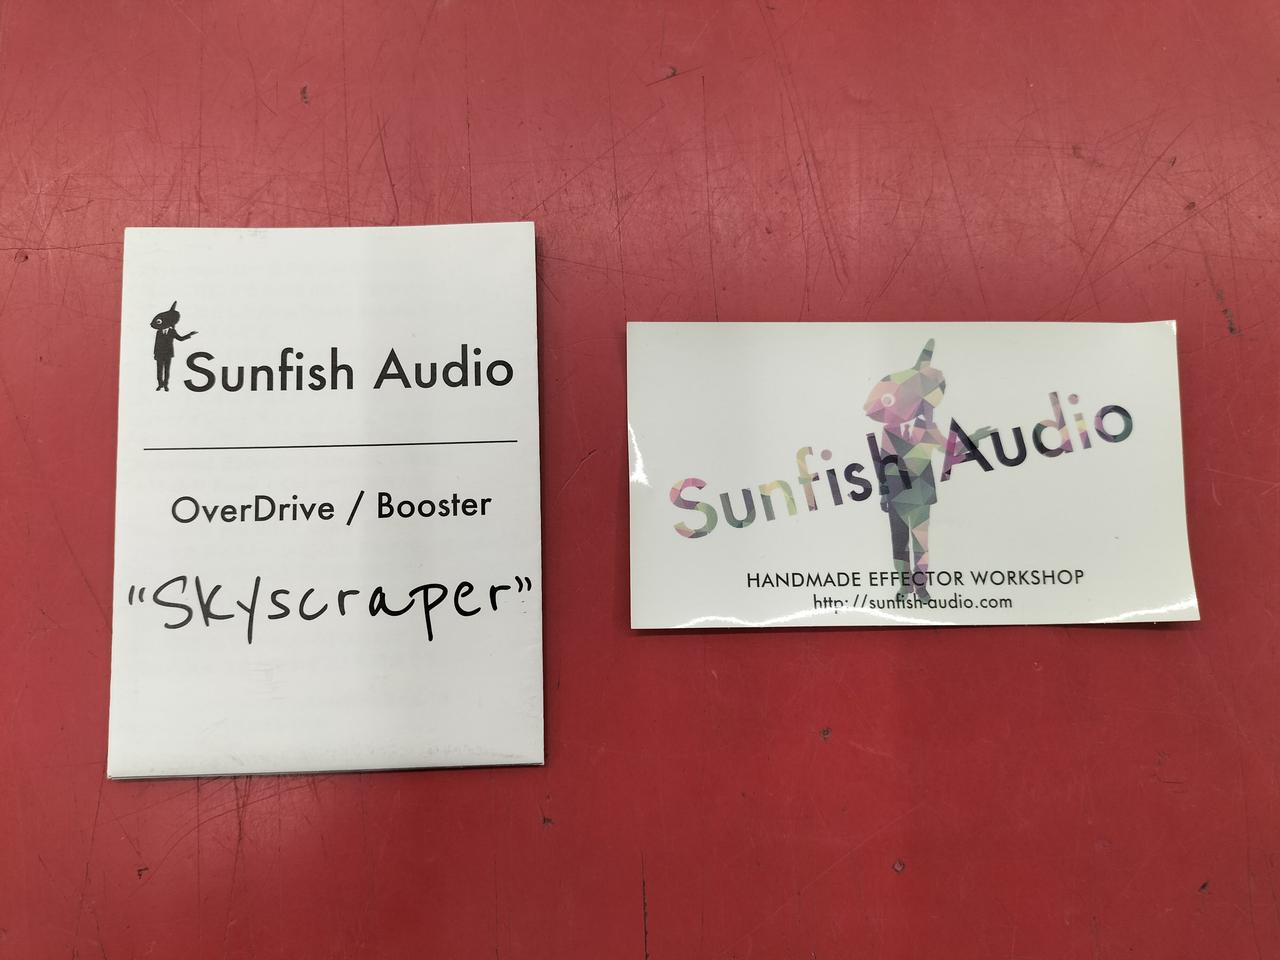 Sunfish Audio
OverDrive / Booster
"Skyscraper"
Sunfish Audio
HANDMADE EFFECTOR WORKSHOP
http://sunfish-audio.com